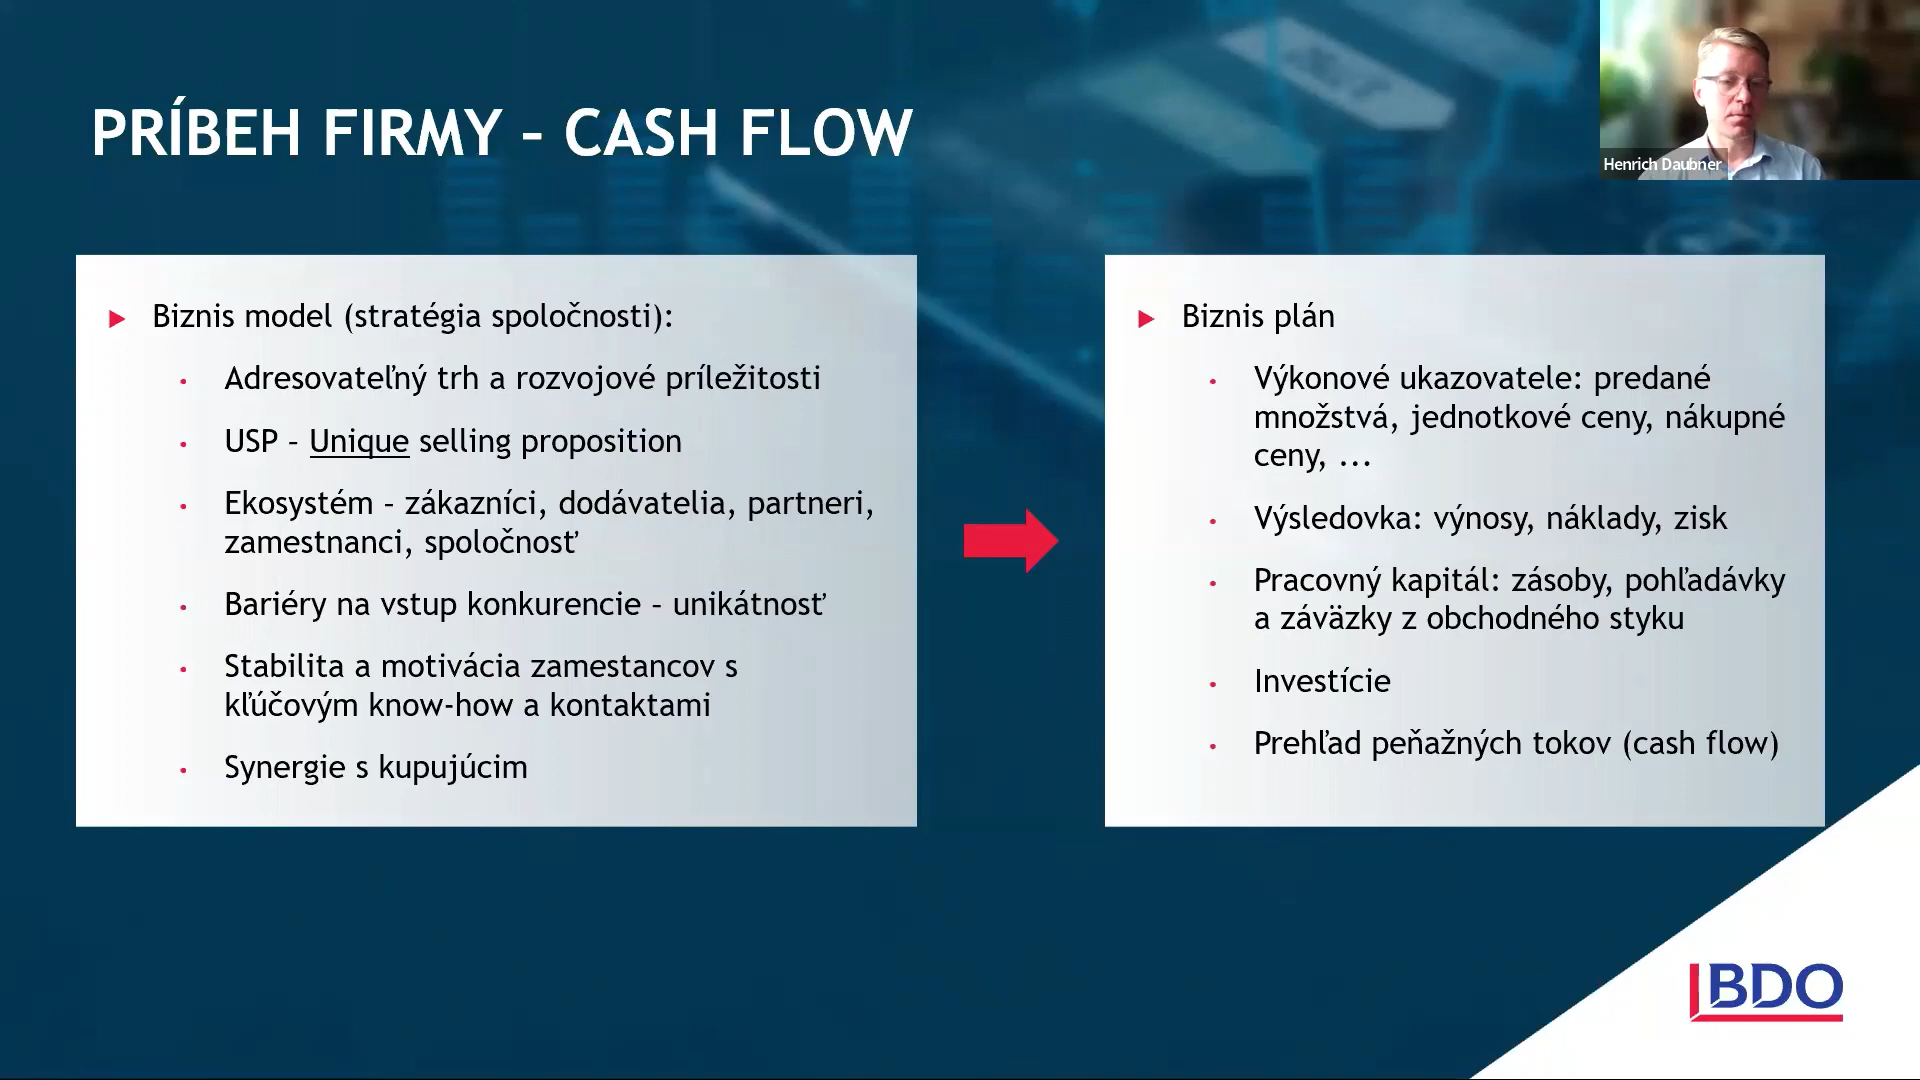 PRÍBEH FIRMY – CASH FLOW
Henrich Daubner
Biznis model (stratégia spoločnosti):
Adresovateľný trh a rozvojové príležitosti
USP – Unique selling proposition
Ekosystém – zákazníci, dodávatelia, partneri,
zamestnanci, spoločnosť
Bariéry na vstup konkurencie – unikátnosť
Stabilita a motivácia zamestancov s
kľúčovým know-how a kontaktami
Synergie s kupujúcim
Biznis plán
Výkonové ukazovatele: predané
množstvá, jednotkové ceny, nákupné
ceny, ...
Výsledovka: výnosy, náklady, zisk
Pracovný kapitál: zásoby, pohľadávky
a záväzky z obchodného styku
Investície
Prehľad peňažných tokov (cash flow)
BDO